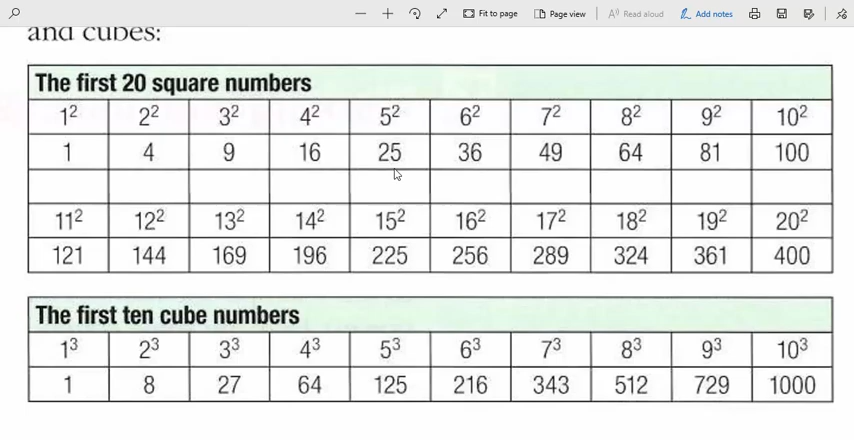 Fit to page Page view Read aloud Add notes
and cubes:
The first 20 square numbers
1² 2² 3² 4² 5² 6² 7² 8² 9² 10²
1 4 9 16 25 36 49 64 81 100
11² 12² 13² 14² 15² 16² 17² 18² 19² 20²
121 144 169 196 225 256 289 324 361 400
The first ten cube numbers
1³ 2³ 3³ 4³ 5³ 6³ 7³ 8³ 9³ 10³
1 8 27 64 125 216 343 512 729 1000